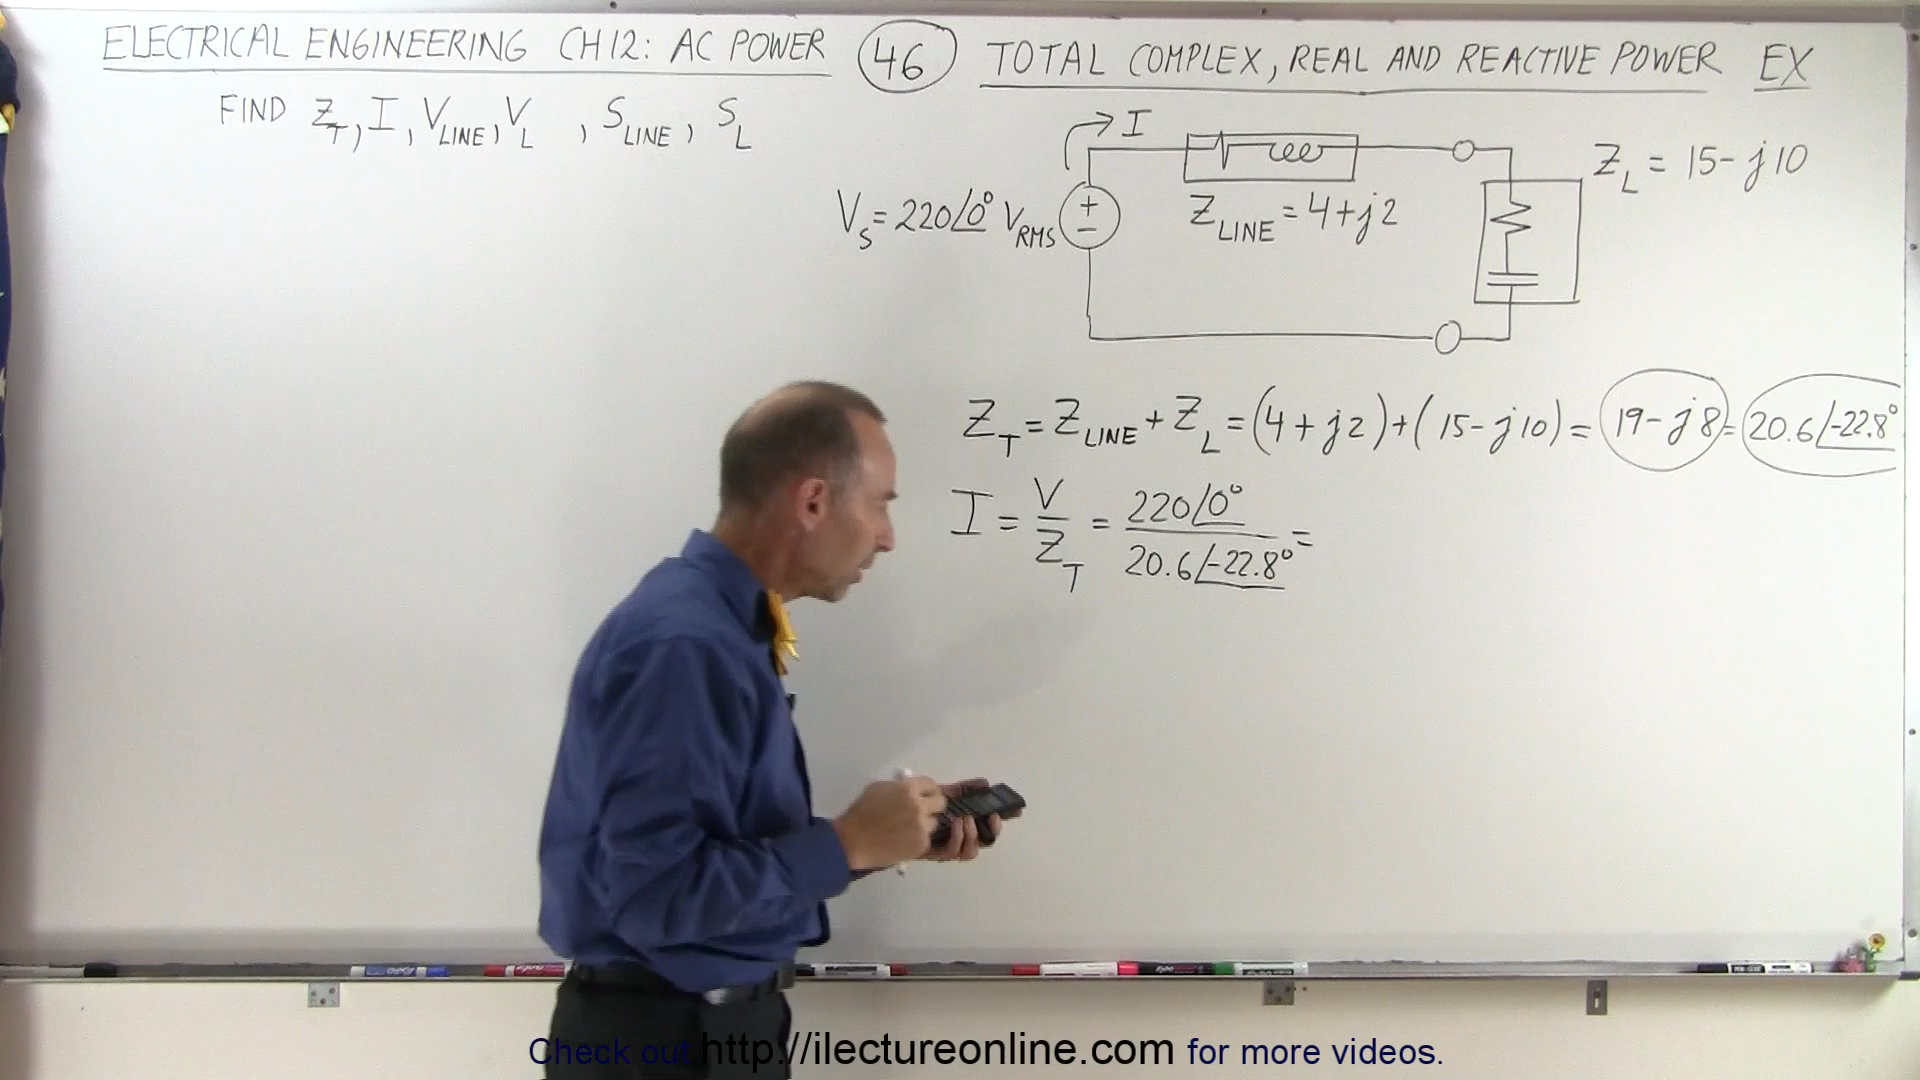 ELECTRICAL ENGINEERING CH12: AC POWER 46 TOTAL COMPLEX, REAL AND REACTIVE POWER EX
FIND Z_T, I, V_LINE, V_L , S_LINE, S_L
I
Z_L = 15-j10
V_S = 220∠0° V_RMS
+
−
Z_LINE = 4+j2
Z_T = Z_LINE + Z_L = (4+j2)+(15-j10) = 19-j8 = 20.6∠-22.8°
I = V/Z_T = 220∠0°/20.6∠-22.8° =
Check out http://ilectureonline.com for more videos.